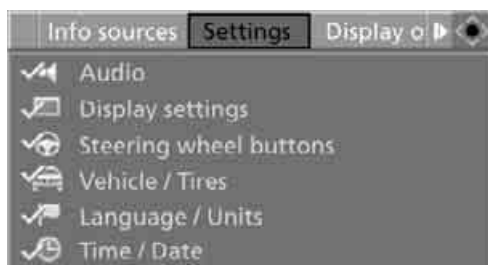 Info sources Settings Display o
Audio
Display settings
Steering wheel buttons
Vehicle / Tires
Language / Units
Time / Date